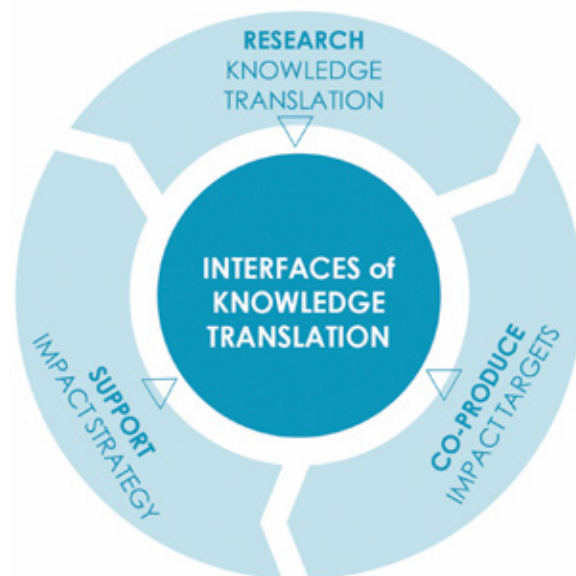 RESEARCH
KNOWLEDGE
TRANSLATION
INTERFACES of
KNOWLEDGE
TRANSLATION
SUPPORT
IMPACT STRATEGY
CO-PRODUCE
IMPACT TARGETS